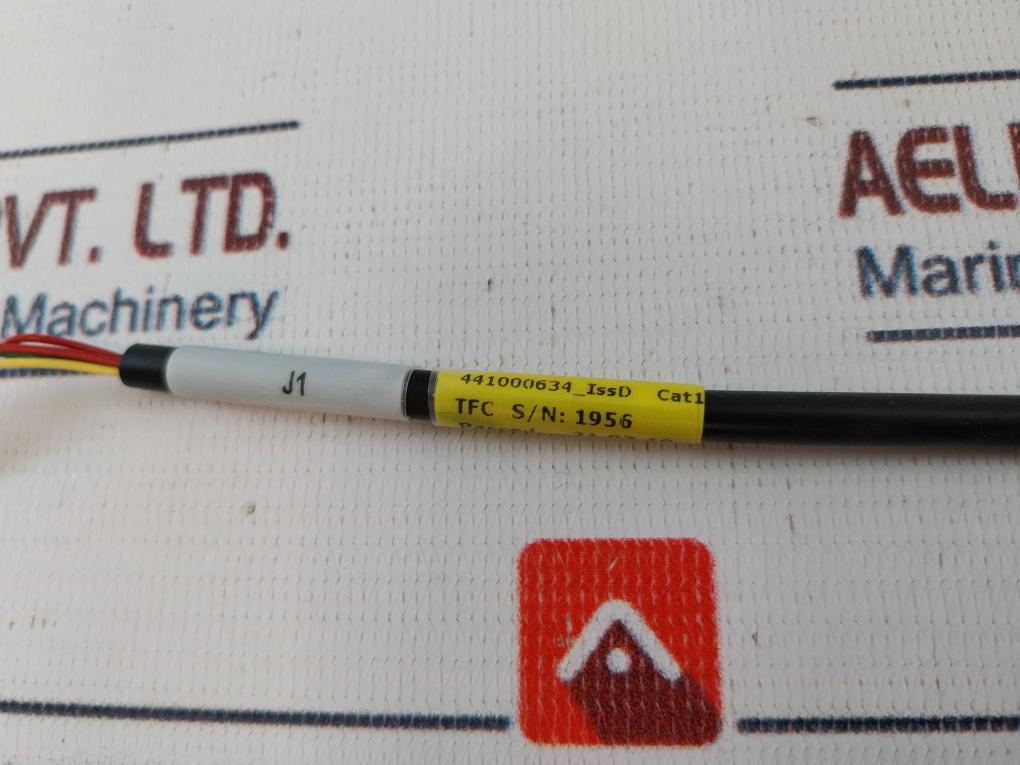 PVT. LTD.
Machinery
AEL
Mari
J1
441000634_IssD Cat1
TFC S/N: 1956